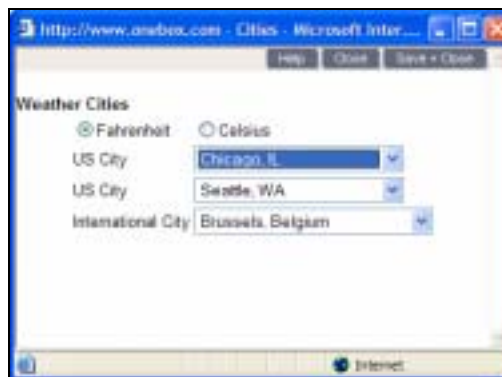 http://www.onebox.com - Cities - Microsoft Inter...
Help Close Save + Close
Weather Cities
Fahrenheit Celsius
US City Chicago, IL
US City Seattle, WA
International City Brussels, Belgium
Internet